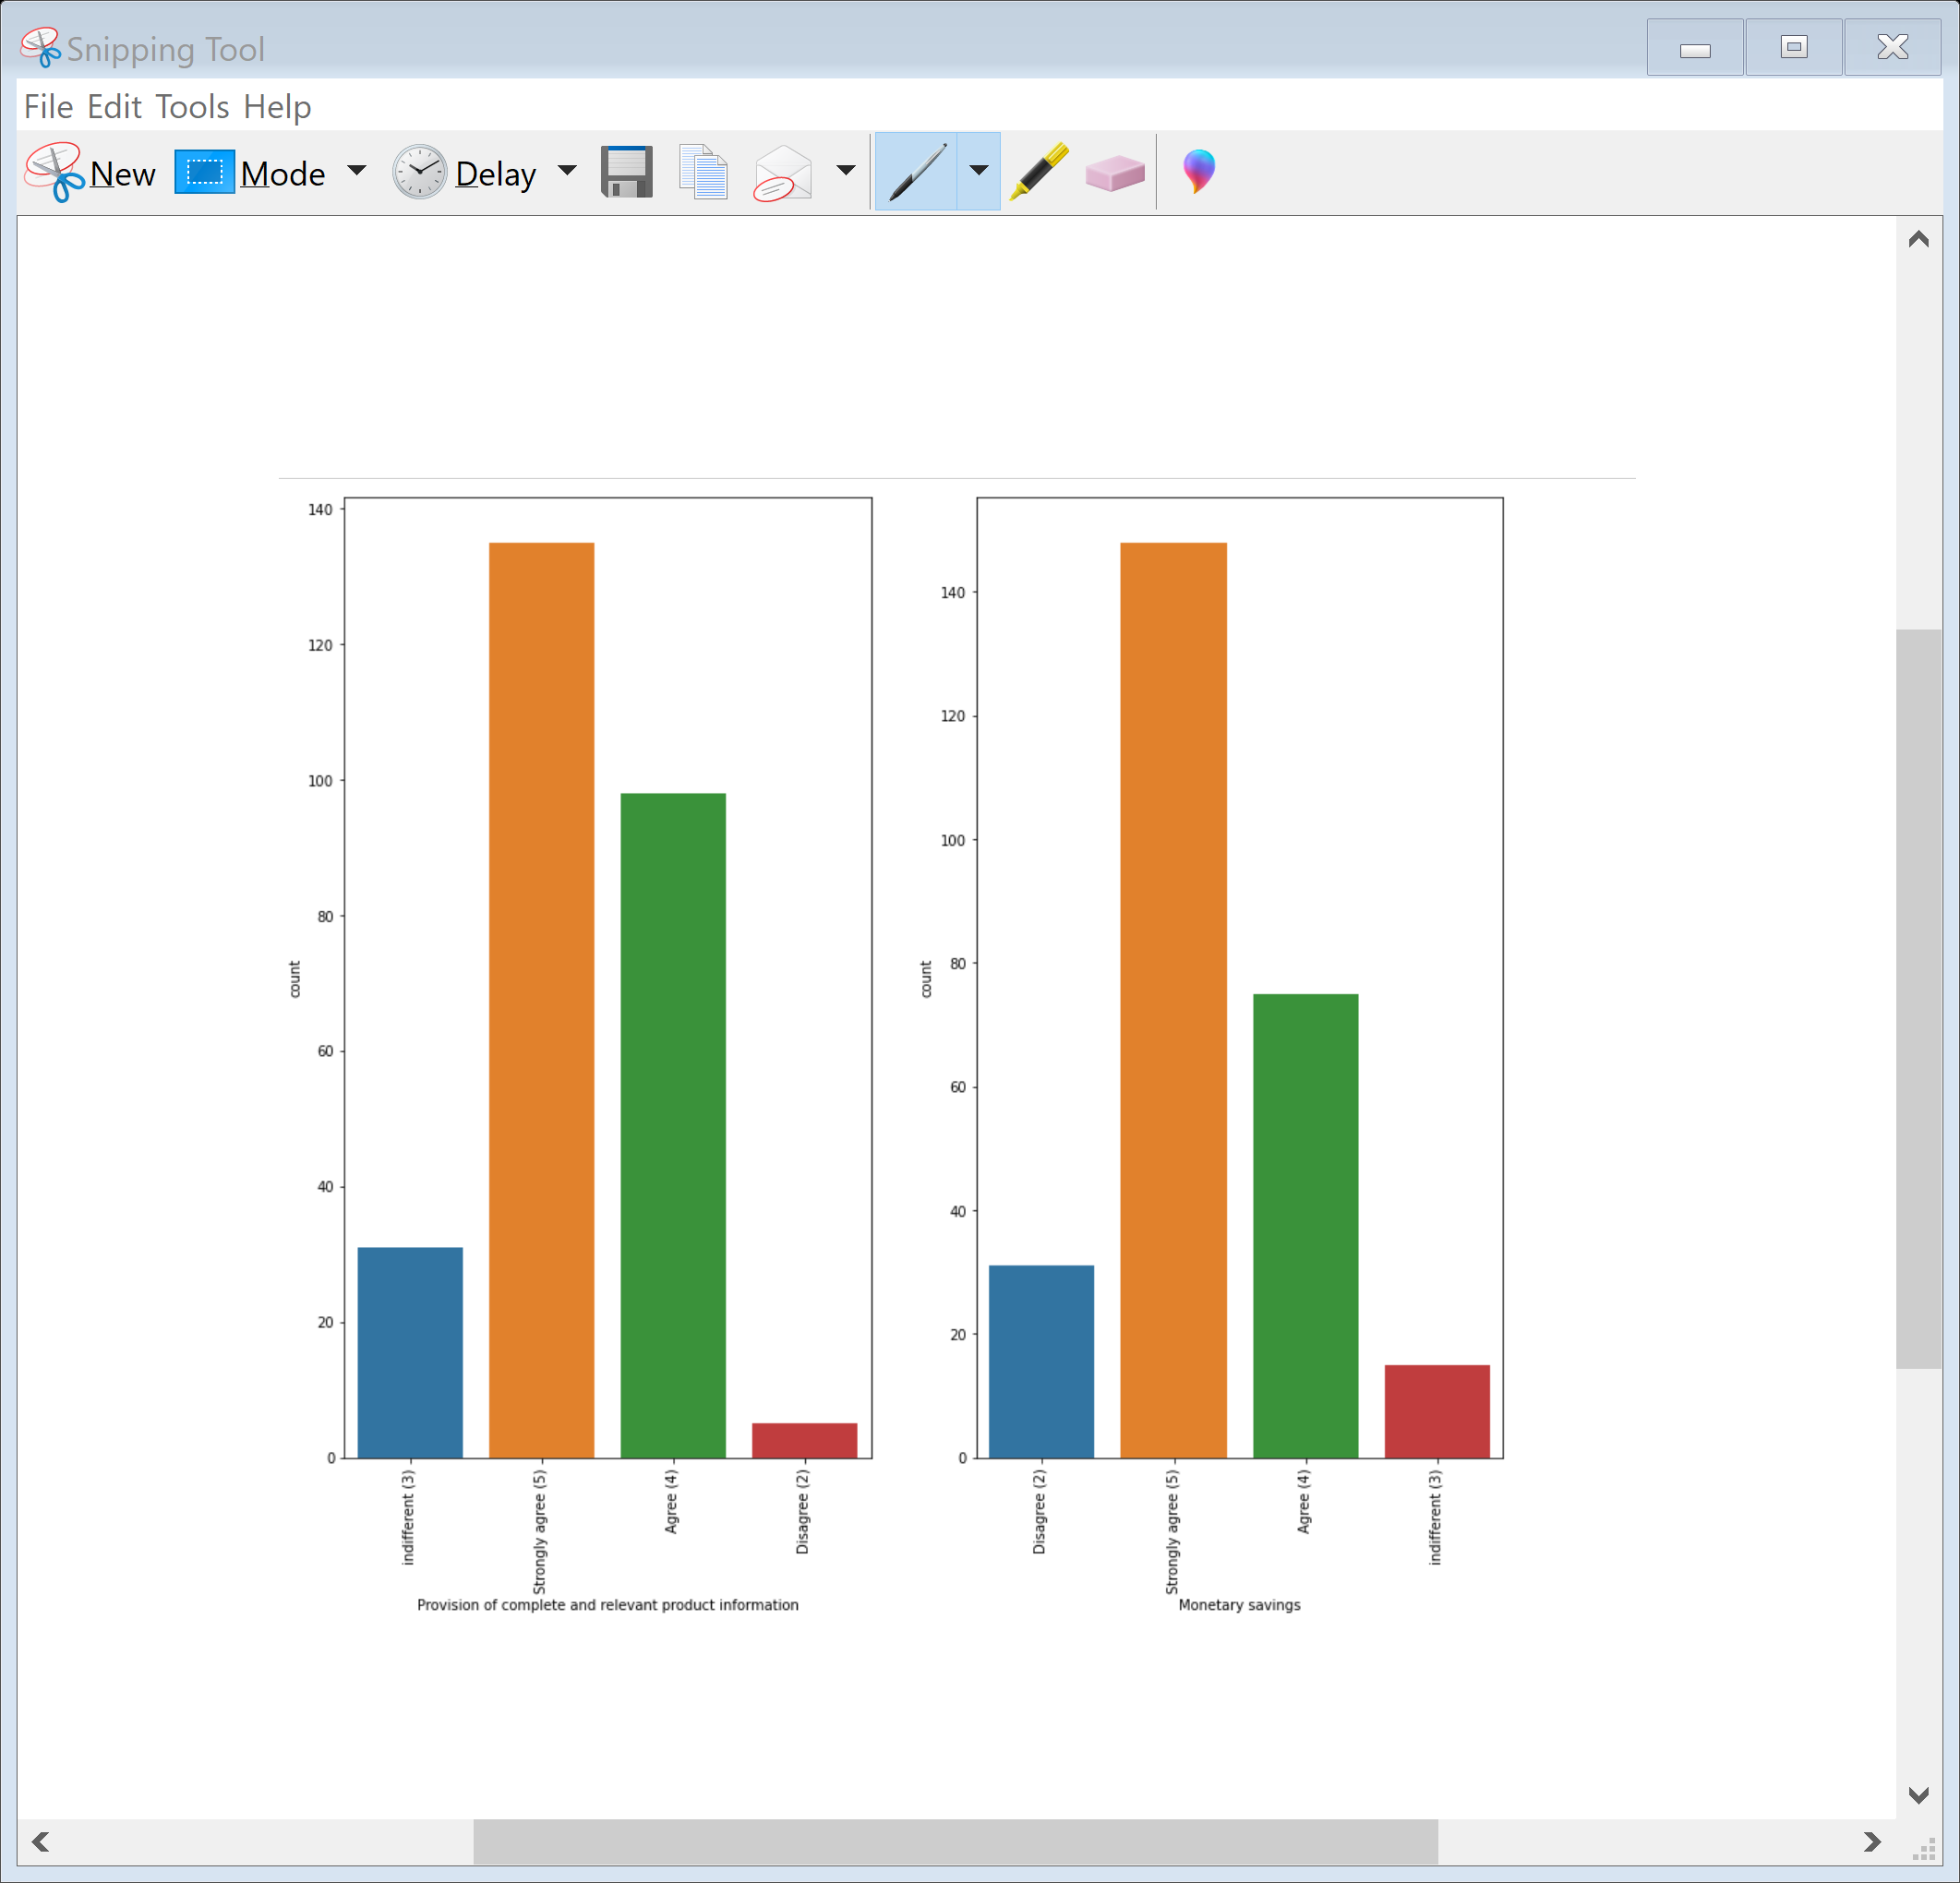 Snipping Tool
File Edit Tools Help
New Mode Delay
140
120
100
80
60
40
20
0
count
indifferent (3)
Strongly agree (5)
Agree (4)
Disagree (2)
Provision of complete and relevant product information
140
120
100
80
60
40
20
0
count
Disagree (2)
Strongly agree (5)
Agree (4)
indifferent (3)
Monetary savings